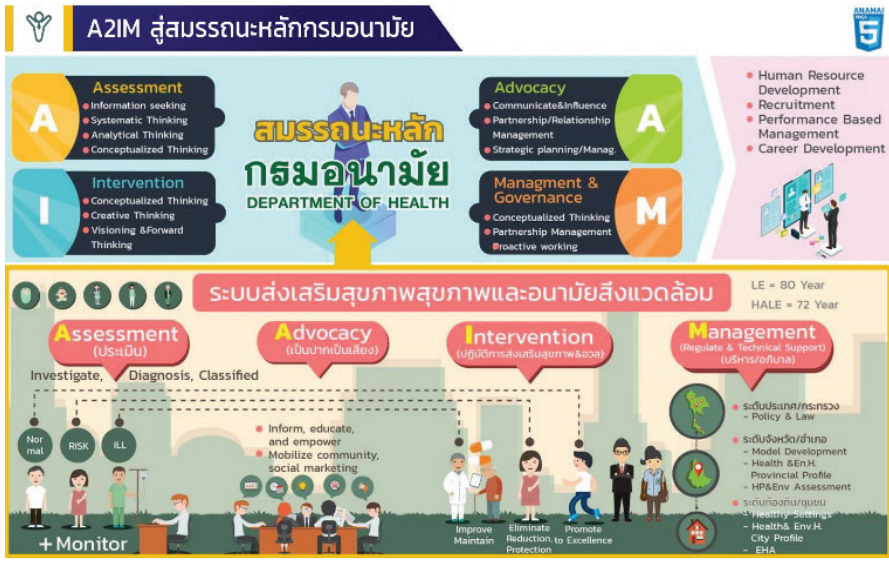 A2IM สู่สมรรถนะหลักกรมอนามัย
ANAMAI
5
A
Assessment
Information seeking
Systematic Thinking
Analytical Thinking
Conceptualized Thinking
I
Intervention
Conceptualized Thinking
Creative Thinking
Visioning &Forward
Thinking
สมรรถนะหลัก
กรมอนามัย
DEPARTMENT OF HEALTH
Advocacy
Communicate&Influence
Partnership/Relationship
Management
Strategic planning/Manag.
A
Managment &
Governance
Conceptualized Thinking
Partnership Management
Proactive working
M
Human Resource
Development
Recruitment
Performance Based
Management
Career Development
ระบบส่งเสริมสุขภาพสุขภาพและอนามัยสิ่งแวดล้อม
LE = 80 Year
HALE = 72 Year
Assessment
(ประเมิน)
Investigate, Diagnosis, Classified
Nor
mal
RISK
ILL
+Monitor
Advocacy
(เป็นปากเป็นเสียง)
Inform, educate,
and empower
Mobilize community,
social marketing
Intervention
(ปฏิบัติการส่งเสริมสุขภาพ&อวล)
Improve
Maintain
Eliminate
Reduction,
Protection
Promote
to Excellence
Management
(Regulate & Technical Support)
(บริหาร/อภิบาล)
ระดับประเทศ/กระทรวง
- Policy & Law
ระดับจังหวัด/อำเภอ
- Model Development
- Health &En.H.
Provincial Profile
- HP&Env Assessment
ระดับท้องถิ่น/ชุมชน
- Healthy Settings
- Health& Env.H.
City Profile
- EHA